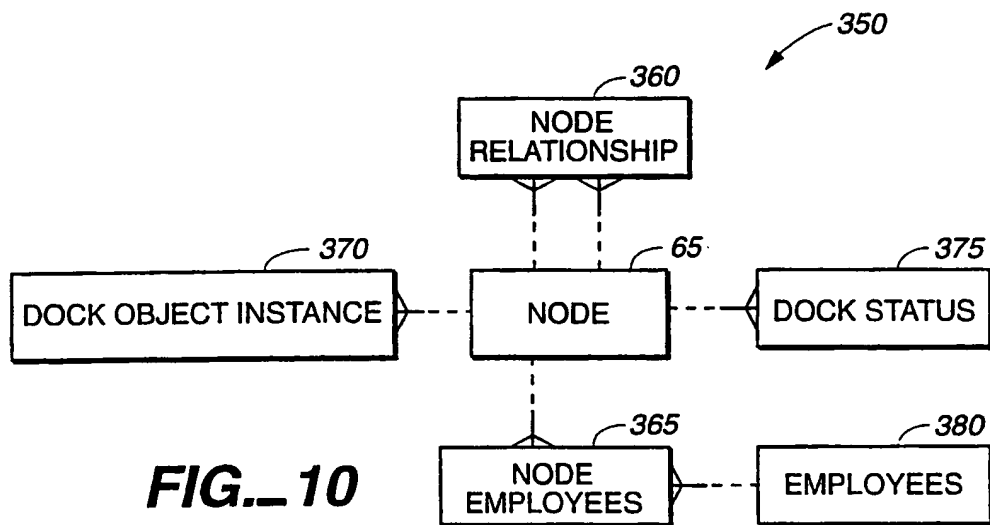 350
360
NODE
RELATIONSHIP
370
65
375
DOCK OBJECT INSTANCE
NODE
DOCK STATUS
365
380
NODE
EMPLOYEES
EMPLOYEES
FIG._10